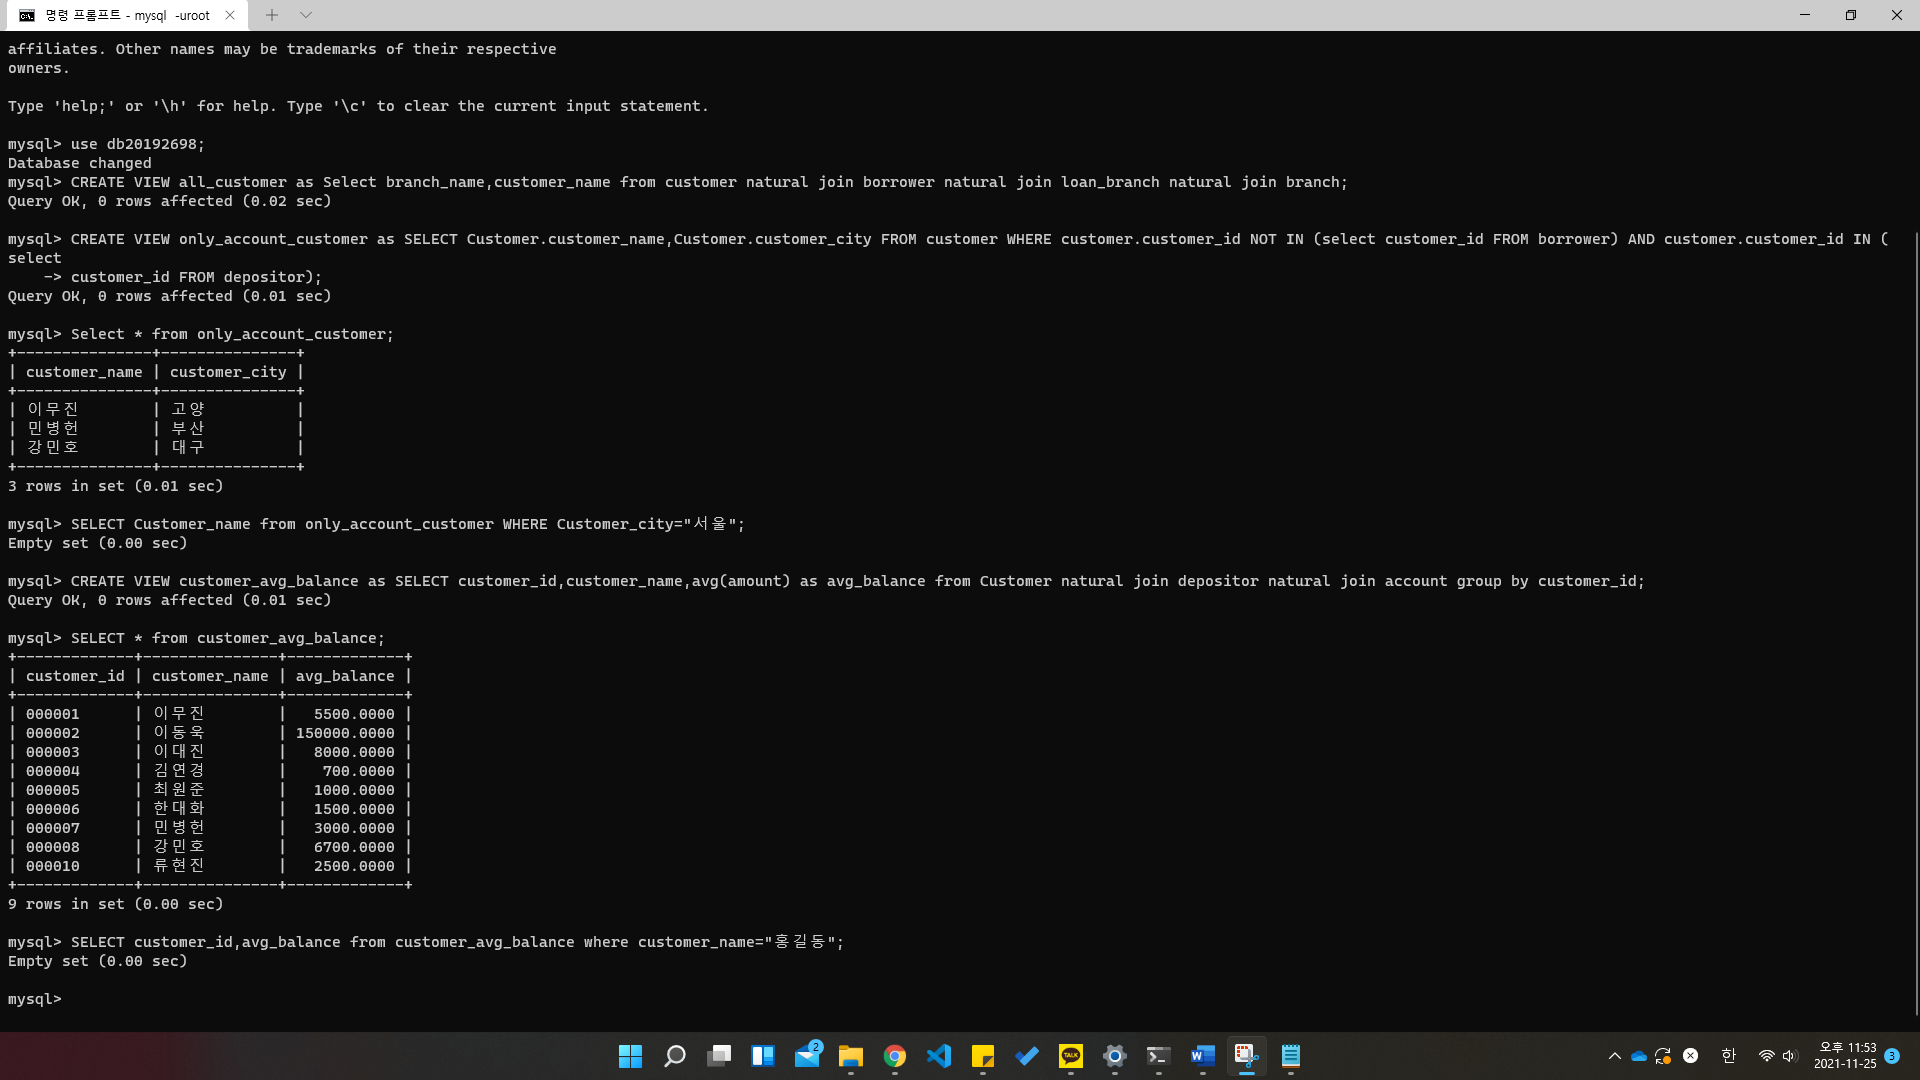 명령 프롬프트 - mysql  -uroot
affiliates. Other names may be trademarks of their respective
owners.
Type 'help;' or '\h' for help. Type '\c' to clear the current input statement.
mysql> use db20192698;
Database changed
mysql> CREATE VIEW all_customer as Select branch_name,customer_name from customer natural join borrower natural join loan_branch natural join branch;
Query OK, 0 rows affected (0.02 sec)
mysql> CREATE VIEW only_account_customer as SELECT Customer.customer_name,Customer.customer_city FROM customer WHERE customer.customer_id NOT IN (select customer_id FROM borrower) AND customer.customer_id IN (
select
    -> customer_id FROM depositor);
Query OK, 0 rows affected (0.01 sec)
mysql> Select * from only_account_customer;
+---------------+---------------+
| customer_name | customer_city |
+---------------+---------------+
| 이무진 | 고양 |
| 민병헌 | 부산 |
| 강민호 | 대구 |
+---------------+---------------+
3 rows in set (0.01 sec)
mysql> SELECT Customer_name from only_account_customer WHERE Customer_city="서울";
Empty set (0.00 sec)
mysql> CREATE VIEW customer_avg_balance as SELECT customer_id,customer_name,avg(amount) as avg_balance from Customer natural join depositor natural join account group by customer_id;
Query OK, 0 rows affected (0.01 sec)
mysql> SELECT * from customer_avg_balance;
+-------------+---------------+-------------+
| customer_id | customer_name | avg_balance |
+-------------+---------------+-------------+
| 000001 | 이무진 | 5500.0000 |
| 000002 | 이동욱 | 150000.0000 |
| 000003 | 이대진 | 8000.0000 |
| 000004 | 김연경 | 700.0000 |
| 000005 | 최원준 | 1000.0000 |
| 000006 | 한대화 | 1500.0000 |
| 000007 | 민병헌 | 3000.0000 |
| 000008 | 강민호 | 6700.0000 |
| 000010 | 류현진 | 2500.0000 |
+-------------+---------------+-------------+
9 rows in set (0.00 sec)
mysql> SELECT customer_id,avg_balance from customer_avg_balance where customer_name="홍길동";
Empty set (0.00 sec)
mysql>
2
TALK
W
한
오후 11:53
2021-11-25
3